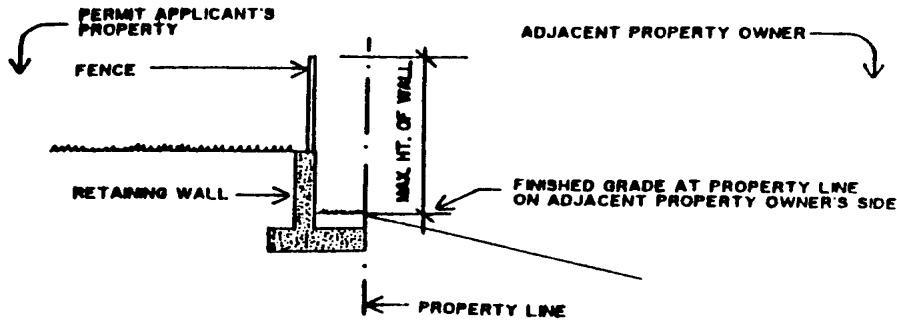 PERMIT APPLICANT'S
PROPERTY
ADJACENT PROPERTY OWNER
FENCE
MAX. HT. OF WALL
RETAINING WALL
FINISHED GRADE AT PROPERTY LINE
ON ADJACENT PROPERTY OWNER'S SIDE
PROPERTY LINE